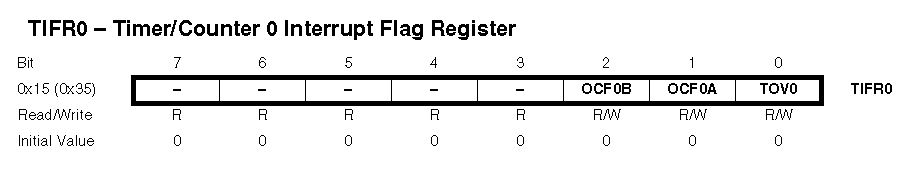 TIFR0 – Timer/Counter 0 Interrupt Flag Register
Bit 7 6 5 4 3 2 1 0
0x15 (0x35) – – – – – OCF0B OCF0A TOV0 TIFR0
Read/Write R R R R R R/W R/W R/W
Initial Value 0 0 0 0 0 0 0 0